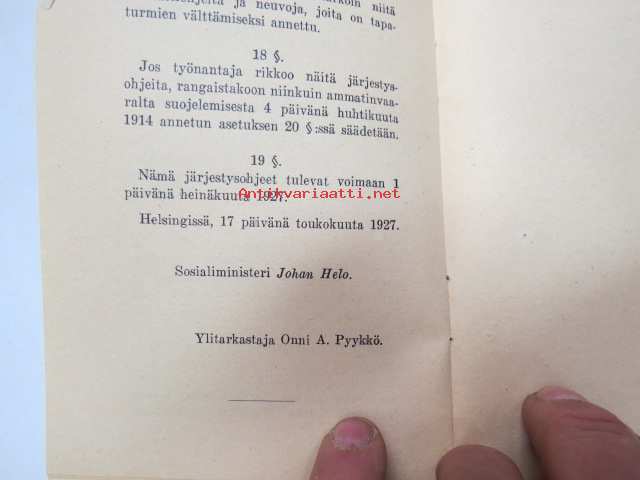 ja neuvoja, joita on tapa-
turmien välttämiseksi annettu.
18 §.
Jos työnantaja rikkoo näitä järjestys-
ohjeita, rangaistakoon niinkuin ammatinvaa-
ralta suojelemisesta 4 päivänä huhtikuuta
1914 annetun asetuksen 20 §:ssä säädetään.
19 §.
Nämä järjestysohjeet tulevat voimaan 1
päivänä heinäkuuta 1927.
Antikvariaatti.net
Helsingissä, 17 päivänä toukokuuta 1927.
Sosialiministeri Johan Helo.
Ylitarkastaja Onni A. Pyykkö.